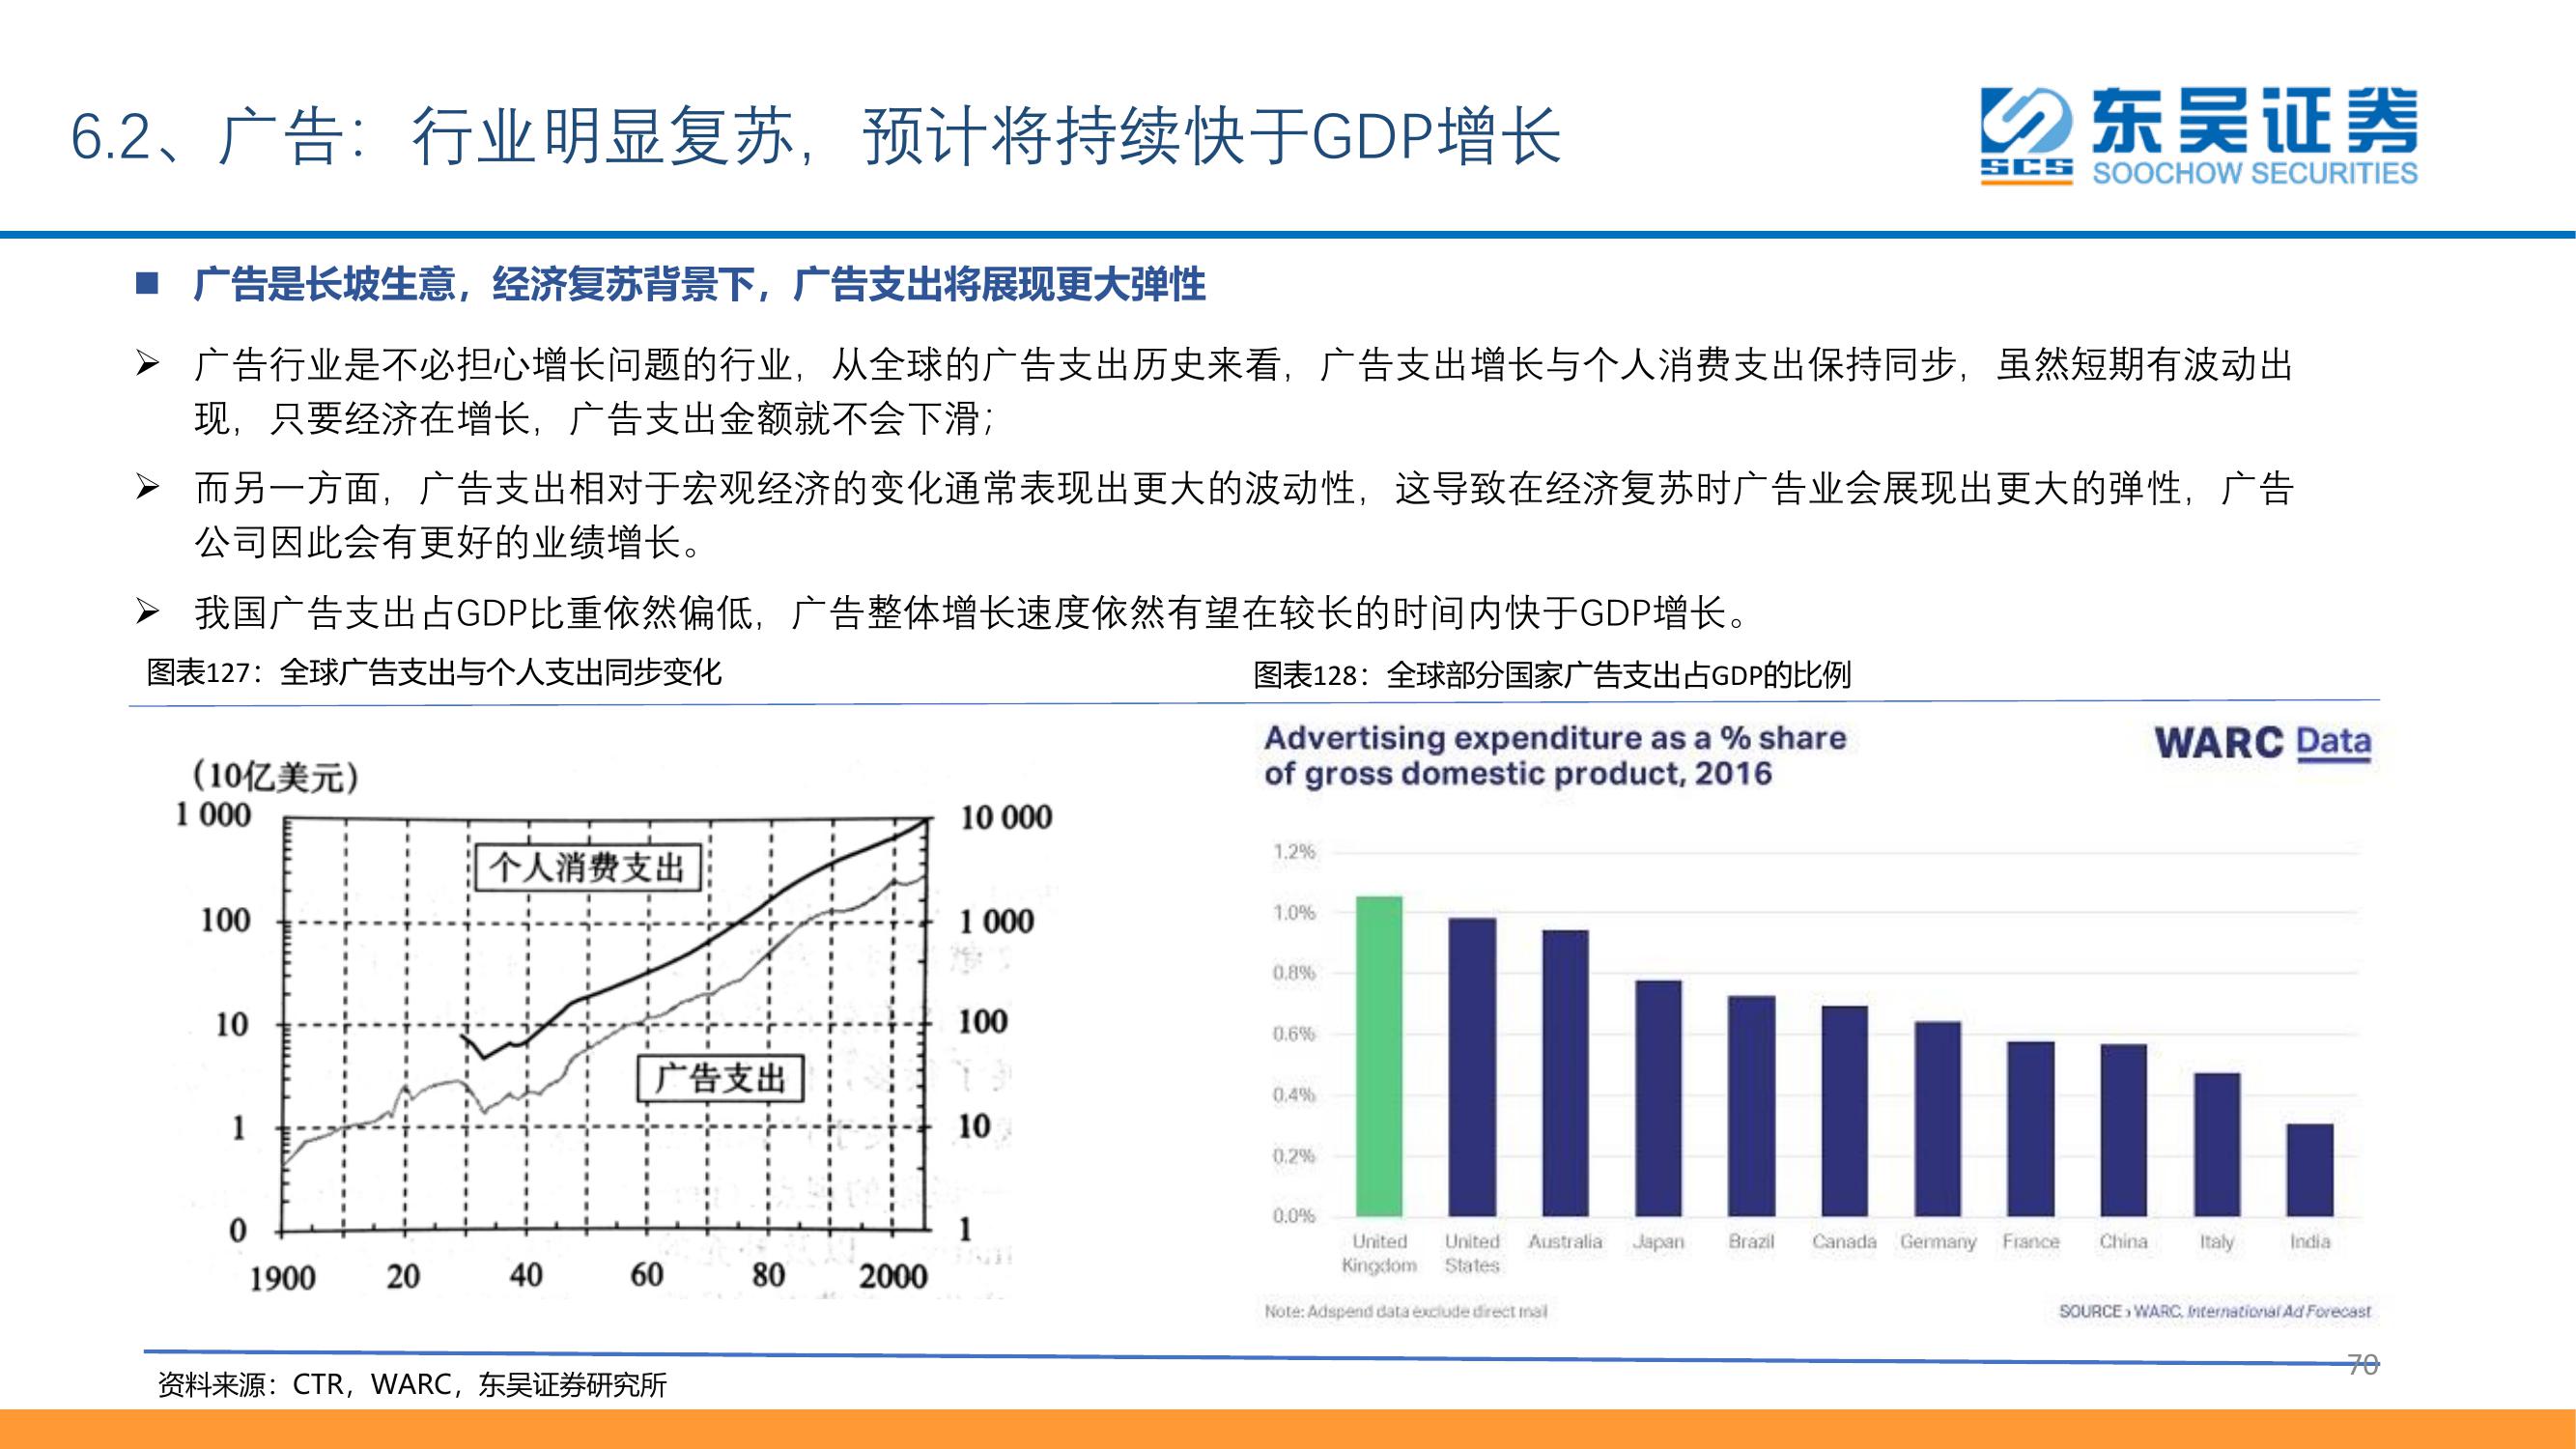 6.2、广告：行业明显复苏，预计将持续快于GDP增长
东吴证券
SCS
SOOCHOW SECURITIES
广告是长坡生意，经济复苏背景下，广告支出将展现更大弹性
广告行业是不必担心增长问题的行业，从全球的广告支出历史来看，广告支出增长与个人消费支出保持同步，虽然短期有波动出
现，只要经济在增长，广告支出金额就不会下滑；
而另一方面，广告支出相对于宏观经济的变化通常表现出更大的波动性，这导致在经济复苏时广告业会展现出更大的弹性，广告
公司因此会有更好的业绩增长。
我国广告支出占GDP比重依然偏低，广告整体增长速度依然有望在较长的时间内快于GDP增长。
图表127：全球广告支出与个人支出同步变化
(10亿美元)
1 000
100
10
1
0
个人消费支出
广告支出
10 000
1 000
100
10
1
1900 20 40 60 80 2000
图表128：全球部分国家广告支出占GDP的比例
Advertising expenditure as a % share
of gross domestic product, 2016
WARC Data
1.2%
1.0%
0.8%
0.6%
0.4%
0.2%
0.0%
United Kingdom
United States
Australia
Japan
Brazil
Canada
Germany
France
China
Italy
India
Note: Adspend data exclude direct mail
SOURCE › WARC, International Ad Forecast
资料来源：CTR，WARC，东吴证券研究所
70